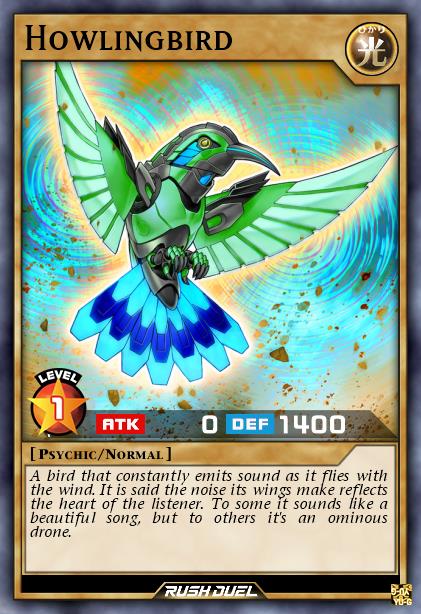 Howlingbird
ひかり
光
LEVEL
1
ATK 0 DEF 1400
[Psychic/Normal]
A bird that constantly emits sound as it flies with
the wind. It is said the noise its wings make reflects
the heart of the listener. To some it sounds like a
beautiful song, but to others it's an ominous
drone.
RUSH DUEL